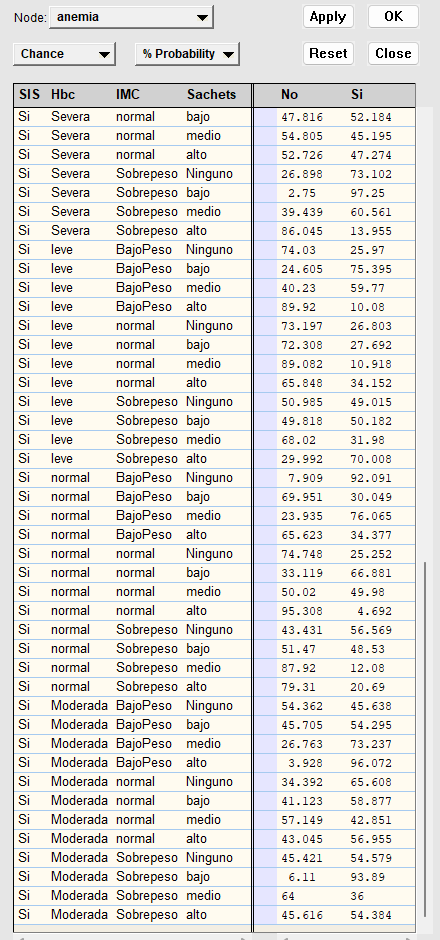 Node: anemia Apply OK
Chance % Probability Reset Close
SIS Hbc IMC Sachets No Si
Si Severa normal bajo 47.816 52.184
Si Severa normal medio 54.805 45.195
Si Severa normal alto 52.726 47.274
Si Severa Sobrepeso Ninguno 26.898 73.102
Si Severa Sobrepeso bajo 2.75 97.25
Si Severa Sobrepeso medio 39.439 60.561
Si Severa Sobrepeso alto 86.045 13.955
Si leve BajoPeso Ninguno 74.03 25.97
Si leve BajoPeso bajo 24.605 75.395
Si leve BajoPeso medio 40.23 59.77
Si leve BajoPeso alto 89.92 10.08
Si leve normal Ninguno 73.197 26.803
Si leve normal bajo 72.308 27.692
Si leve normal medio 89.082 10.918
Si leve normal alto 65.848 34.152
Si leve Sobrepeso Ninguno 50.985 49.015
Si leve Sobrepeso bajo 49.818 50.182
Si leve Sobrepeso medio 68.02 31.98
Si leve Sobrepeso alto 29.992 70.008
Si normal BajoPeso Ninguno 7.909 92.091
Si normal BajoPeso bajo 69.951 30.049
Si normal BajoPeso medio 23.935 76.065
Si normal BajoPeso alto 65.623 34.377
Si normal normal Ninguno 74.748 25.252
Si normal normal bajo 33.119 66.881
Si normal normal medio 50.02 49.98
Si normal normal alto 95.308 4.692
Si normal Sobrepeso Ninguno 43.431 56.569
Si normal Sobrepeso bajo 51.47 48.53
Si normal Sobrepeso medio 87.92 12.08
Si normal Sobrepeso alto 79.31 20.69
Si Moderada BajoPeso Ninguno 54.362 45.638
Si Moderada BajoPeso bajo 45.705 54.295
Si Moderada BajoPeso medio 26.763 73.237
Si Moderada BajoPeso alto 3.928 96.072
Si Moderada normal Ninguno 34.392 65.608
Si Moderada normal bajo 41.123 58.877
Si Moderada normal medio 57.149 42.851
Si Moderada normal alto 43.045 56.955
Si Moderada Sobrepeso Ninguno 45.421 54.579
Si Moderada Sobrepeso bajo 6.11 93.89
Si Moderada Sobrepeso medio 64 36
Si Moderada Sobrepeso alto 45.616 54.384